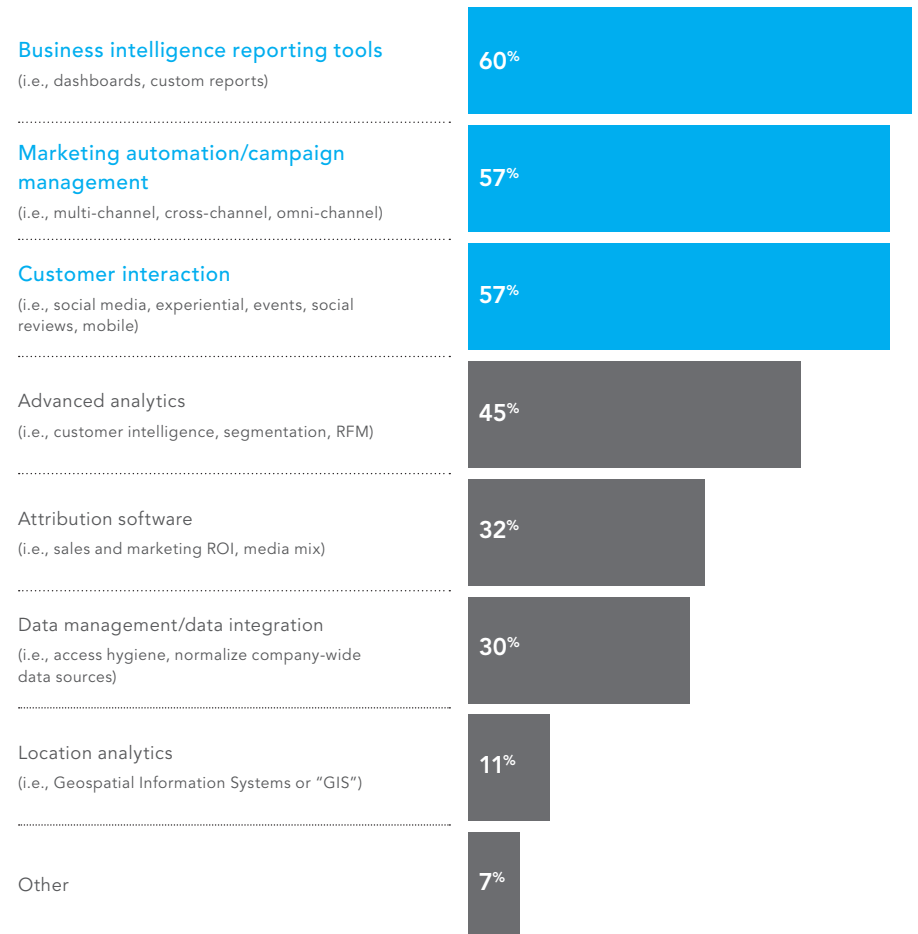 Business intelligence reporting tools
(i.e., dashboards, custom reports)
60%
Marketing automation/campaign
management
(i.e., multi-channel, cross-channel, omni-channel)
57%
Customer interaction
(i.e., social media, experiential, events, social
reviews, mobile)
57%
Advanced analytics
(i.e., customer intelligence, segmentation, RFM)
45%
Attribution software
(i.e., sales and marketing ROI, media mix)
32%
Data management/data integration
(i.e., access hygiene, normalize company-wide
data sources)
30%
Location analytics
(i.e., Geospatial Information Systems or “GIS”)
11%
Other
7%